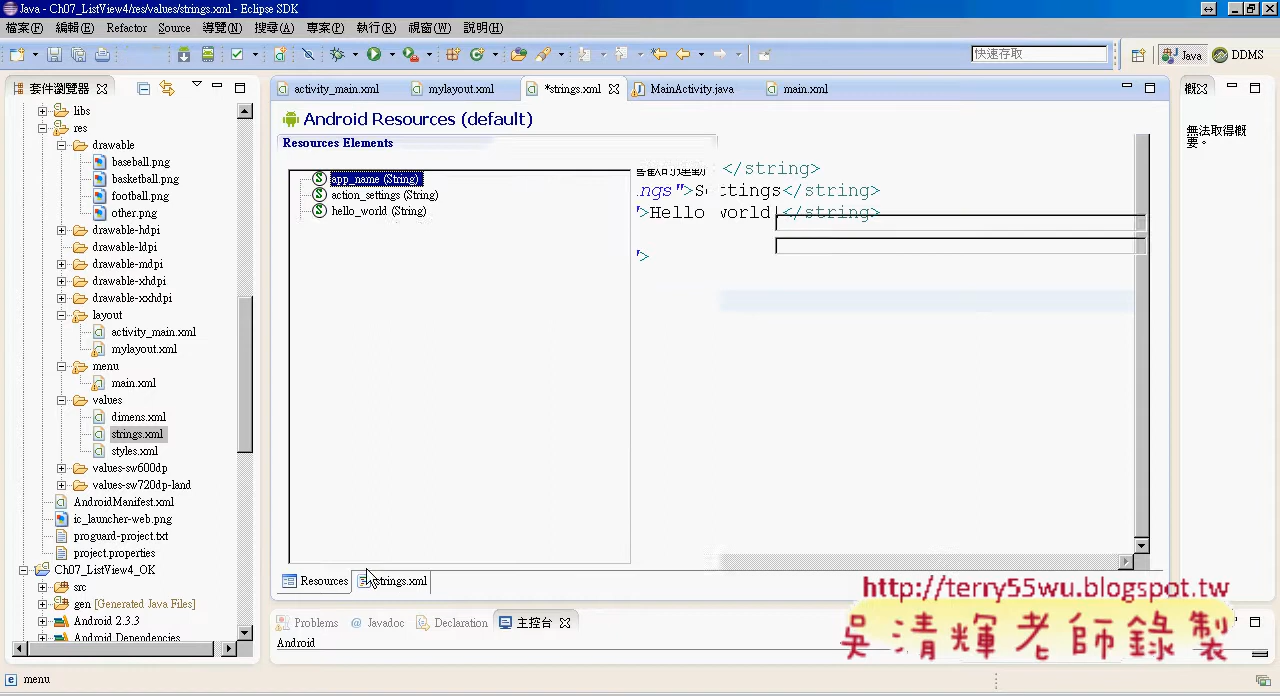 Java - Ch07_ListView4/res/values/strings.xml - Eclipse SDK
檔案(F) 編輯(E) Refactor Source 導覽(N) 搜尋(A) 專案(P) 執行(R) 視窗(W) 說明(H)
快速存取
Java
DDMS
套件瀏覽器
activity_main.xml
mylayout.xml
*strings.xml
MainActivity.java
main.xml
概
無法取得概要。
libs
res
drawable
baseball.png
basketball.png
football.png
other.png
drawable-hdpi
drawable-ldpi
drawable-mdpi
drawable-xhdpi
drawable-xxhdpi
layout
activity_main.xml
mylayout.xml
menu
main.xml
values
dimens.xml
strings.xml
styles.xml
values-sw600dp
values-sw720dp-land
AndroidManifest.xml
ic_launcher-web.png
proguard-project.txt
project.properties
Ch07_ListView4_OK
src
gen [Generated Java Files]
Android 2.3.3
Android Dependencies
Android Resources (default)
Resources Elements
app_name (String)
action_settings (String)
hello_world (String)
歡的運動 </string>
ngs">Settings</string>
">Hello world </string>
">
Resources
strings.xml
Problems
Javadoc
Declaration
主控台
Android
http://terry55wu.blogspot.tw
吳清輝老師錄製
menu